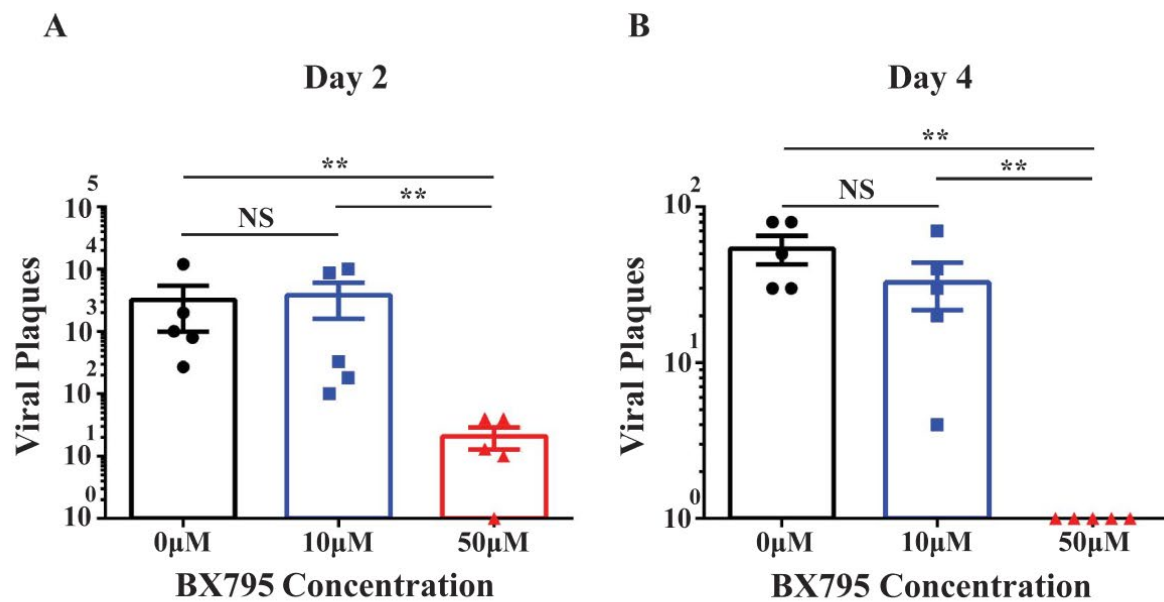 A
Day 2
**
**
NS
10^5
10^4
10^3
10^2
10^1
10^0
Viral Plaques
0µM
10µM
50µM
BX795 Concentration
B
Day 4
**
**
NS
10^2
10^1
10^0
Viral Plaques
0µM
10µM
50µM
BX795 Concentration